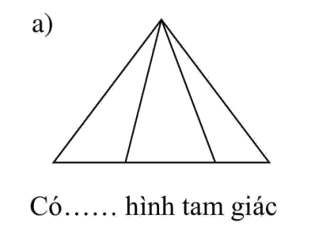 a)
Có...... hình tam giác